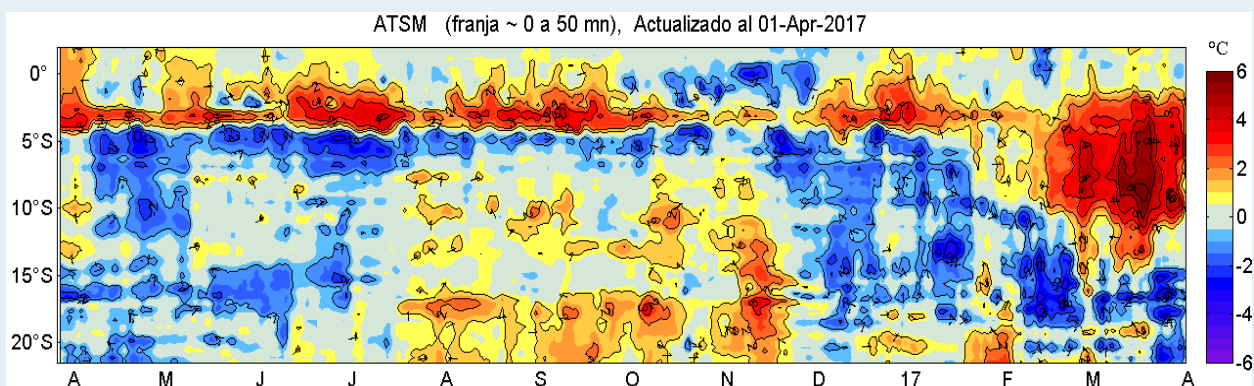 ATSM (franja ~ 0 a 50 mn), Actualizado al 01-Apr-2017
°C
0°
5°S
10°S
15°S
20°S
A M J J A S O N D 17 F M A
6
4
2
0
-2
-4
-6